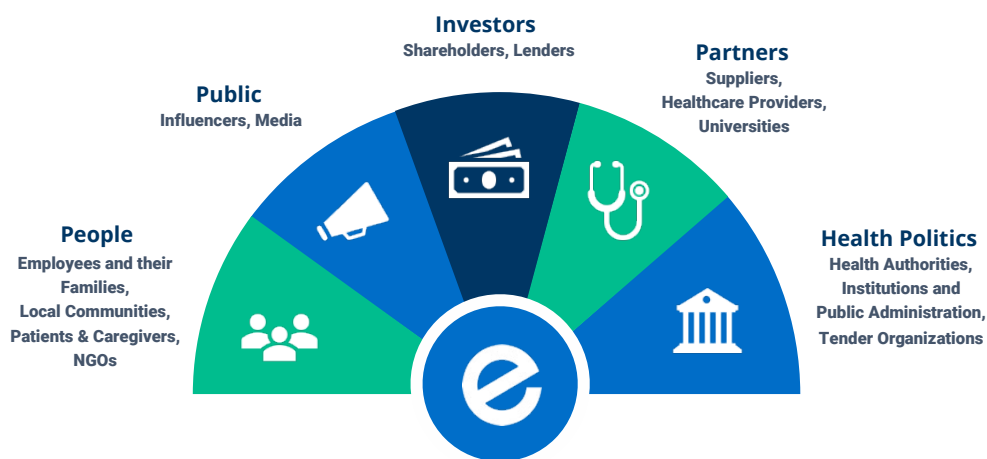 Investors
Shareholders, Lenders
Partners
Suppliers,
Healthcare Providers,
Universities
Public
Influencers, Media
People
Employees and their
Families,
Local Communities,
Patients & Caregivers,
NGOs
Health Politics
Health Authorities,
Institutions and
Public Administration,
Tender Organizations
e